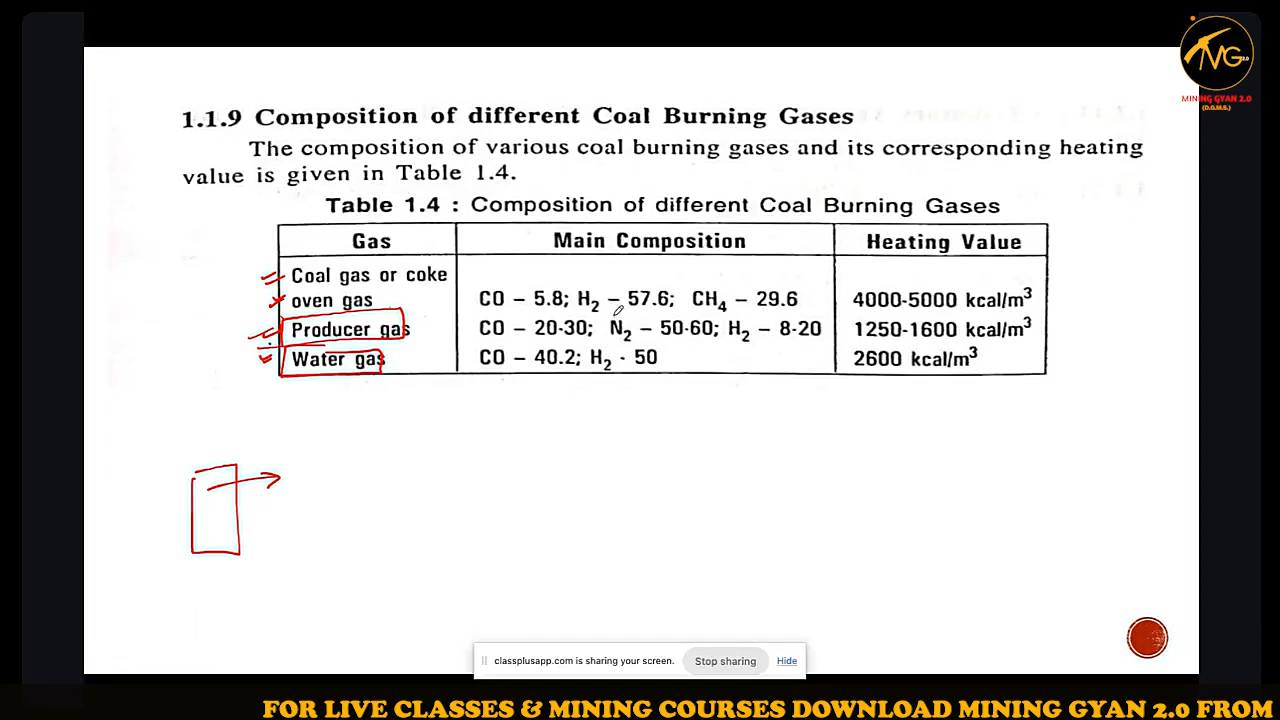 MG 2.0
MINING GYAN 2.0
(D.G.M.S.)
1.1.9 Composition of different Coal Burning Gases
The composition of various coal burning gases and its corresponding heating
value is given in Table 1.4.
Table 1.4 : Composition of different Coal Burning Gases
Gas Main Composition Heating Value
Coal gas or coke
oven gas CO – 5.8; H₂ – 57.6; CH₄ – 29.6 4000-5000 kcal/m³
Producer gas CO – 20-30; N₂ – 50-60; H₂ – 8-20 1250-1600 kcal/m³
Water gas CO – 40.2; H₂ - 50 2600 kcal/m³
classplusapp.com is sharing your screen. Stop sharing Hide
FOR LIVE CLASSES & MINING COURSES DOWNLOAD MINING GYAN 2.0 FROM